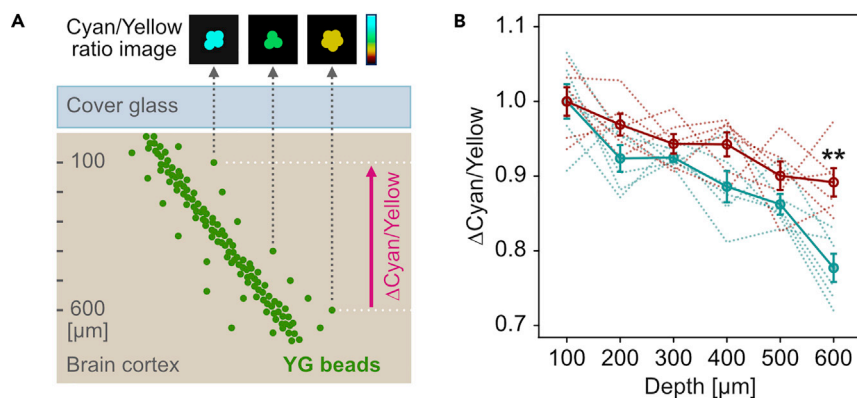 A
Cyan/Yellow
ratio image
Cover glass
100
600
[µm]
ΔCyan/Yellow
Brain cortex
YG beads
B
ΔCyan/Yellow
1.1
1.0
0.9
0.8
0.7
**
100 200 300 400 500 600
Depth [µm]